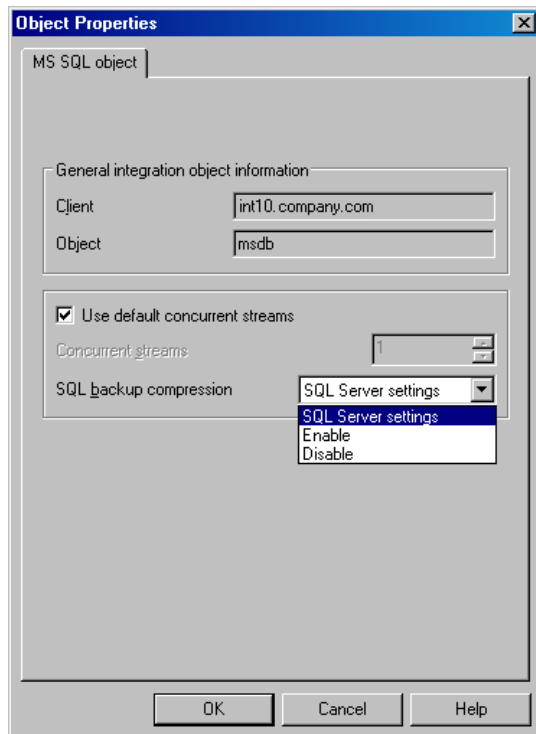 Object Properties
MS SQL object
General integration object information
Client int10.company.com
Object msdb
Use default concurrent streams
Concurrent streams 1
SQL backup compression SQL Server settings
SQL Server settings
Enable
Disable
OK Cancel Help